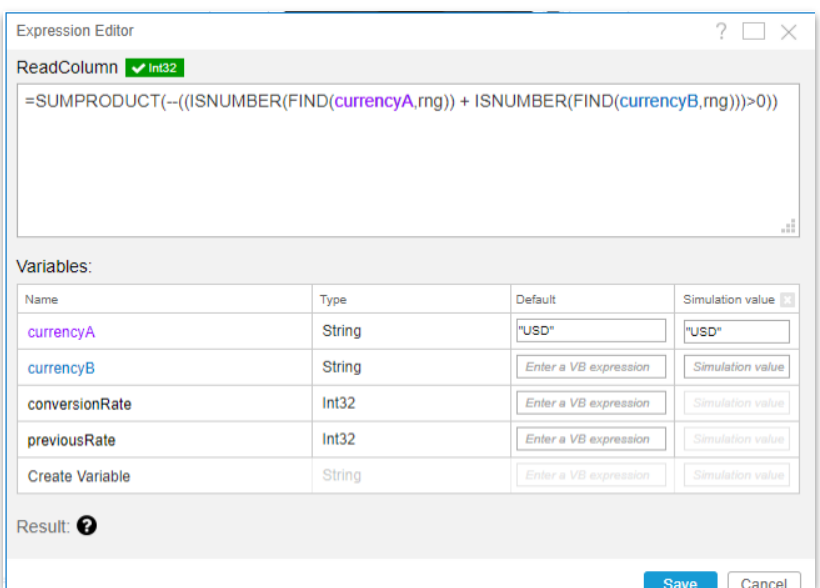 Expression Editor
ReadColumn Int32
=SUMPRODUCT(--((ISNUMBER(FIND(currencyA,rng)) + ISNUMBER(FIND(currencyB,rng)))>0))
Variables:
Name Type Default Simulation value
currencyA String "USD" "USD"
currencyB String Enter a VB expression Simulation value
conversionRate Int32 Enter a VB expression Simulation value
previousRate Int32 Enter a VB expression Simulation value
Create Variable String Enter a VB expression Simulation value
Result: ?
Save Cancel